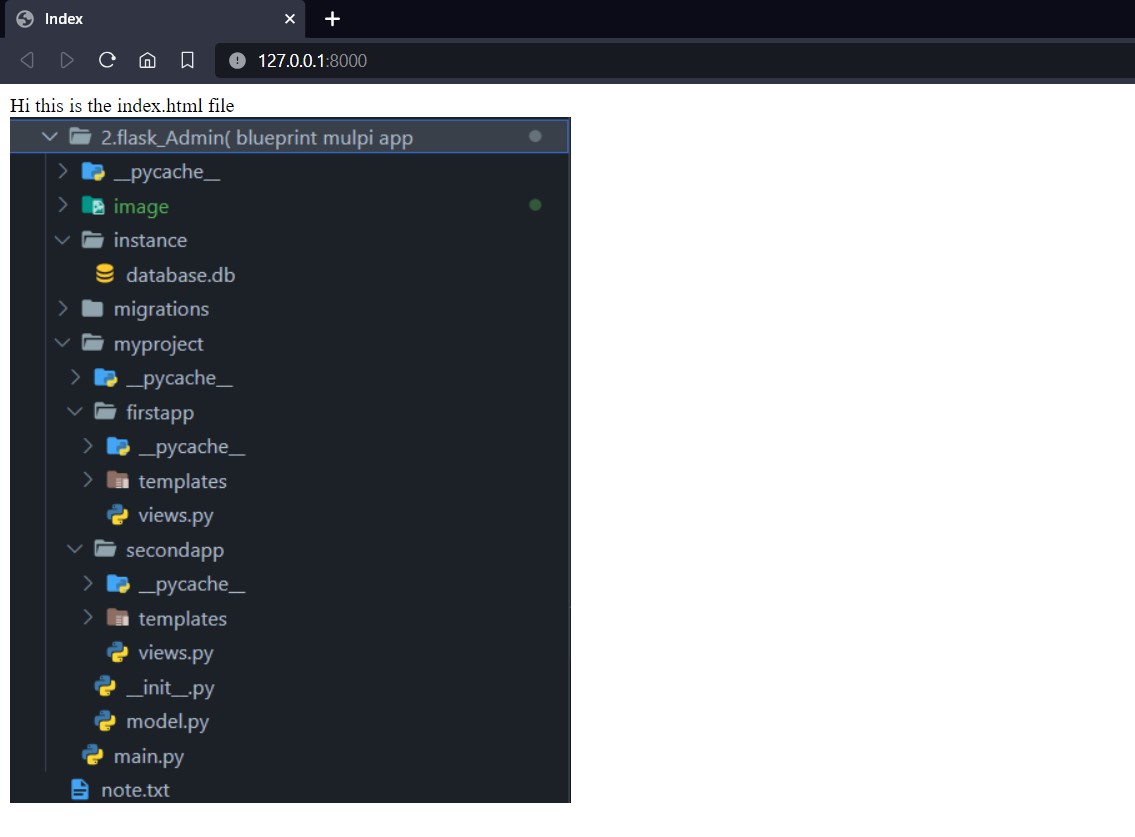 Index
127.0.0.1:8000
Hi this is the index.html file
2.flask_Admin( blueprint mulpi app
__pycache__
image
instance
database.db
migrations
myproject
__pycache__
firstapp
__pycache__
templates
views.py
secondapp
__pycache__
templates
views.py
__init__.py
model.py
main.py
note.txt